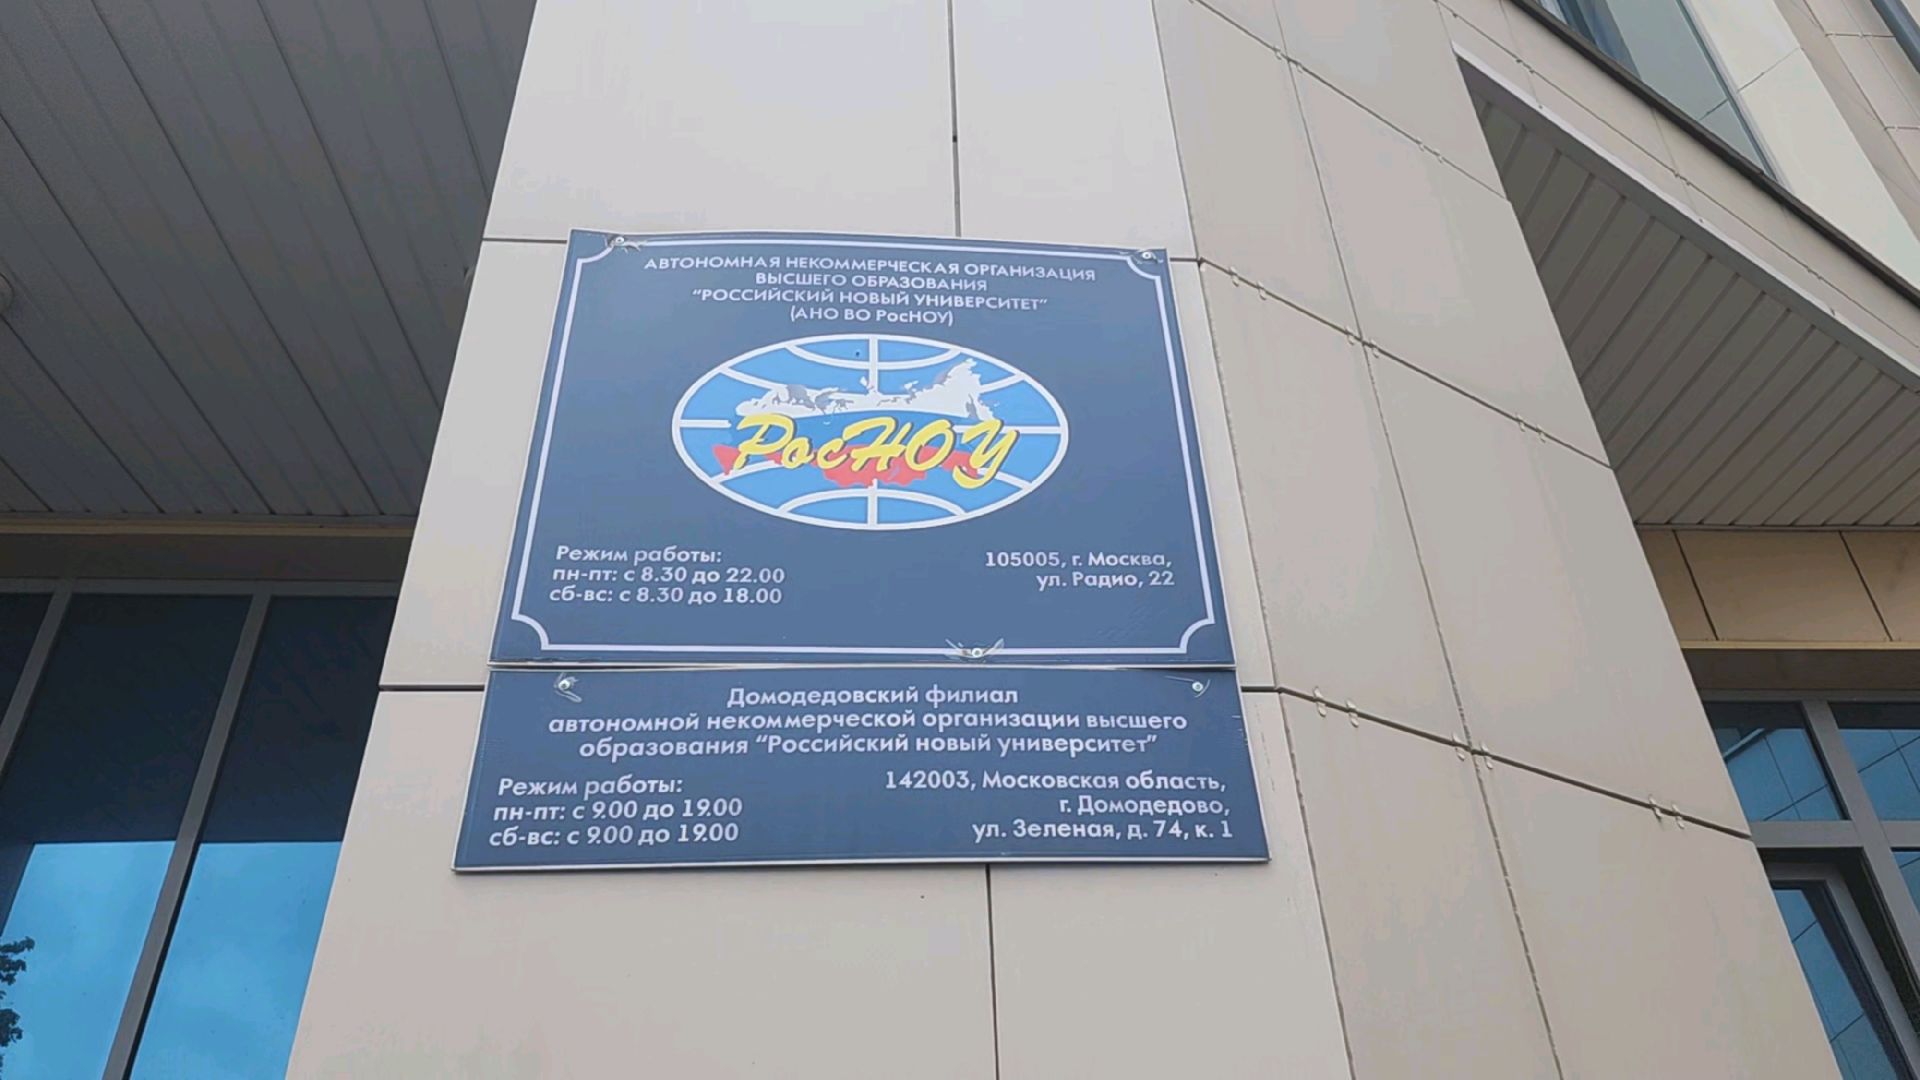 АВТОНОМНАЯ НЕКОММЕРЧЕСКАЯ ОРГАНИЗАЦИЯ
ВЫСШЕГО ОБРАЗОВАНИЯ
“РОССИЙСКИЙ НОВЫЙ УНИВЕРСИТЕТ”
(АНО ВО РосНОУ)
РосНОУ
Режим работы:
пн-пт: с 8.30 до 22.00
сб-вс: с 8.30 до 18.00
105005, г. Москва,
ул. Радио, 22
Домодедовский филиал
автономной некоммерческой организации высшего
образования “Российский новый университет”
Режим работы:
пн-пт: с 9.00 до 19.00
сб-вс: с 9.00 до 19.00
142003, Московская область,
г. Домодедово,
ул. Зеленая, д. 74, к. 1